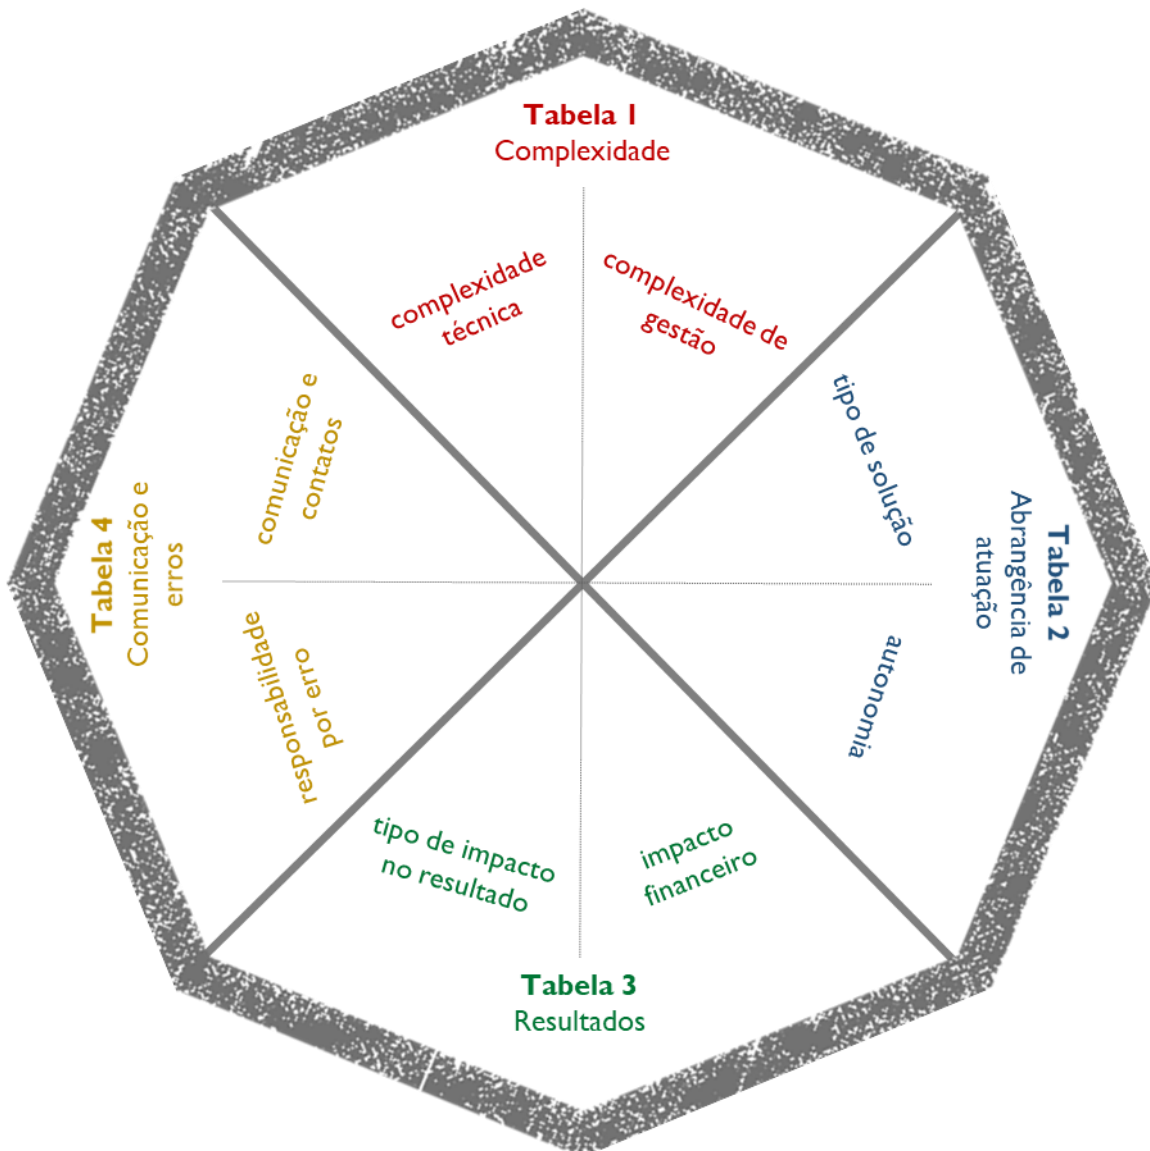 Tabela 1
Complexidade
complexidade
técnica
complexidade de
gestão
tipo de solução
autonomia
Tabela 2
Abrangência de
atuação
impacto
financeiro
tipo de impacto
no resultado
Tabela 3
Resultados
responsabilidade
por erro
comunicação e
contatos
Tabela 4
Comunicação e
erros